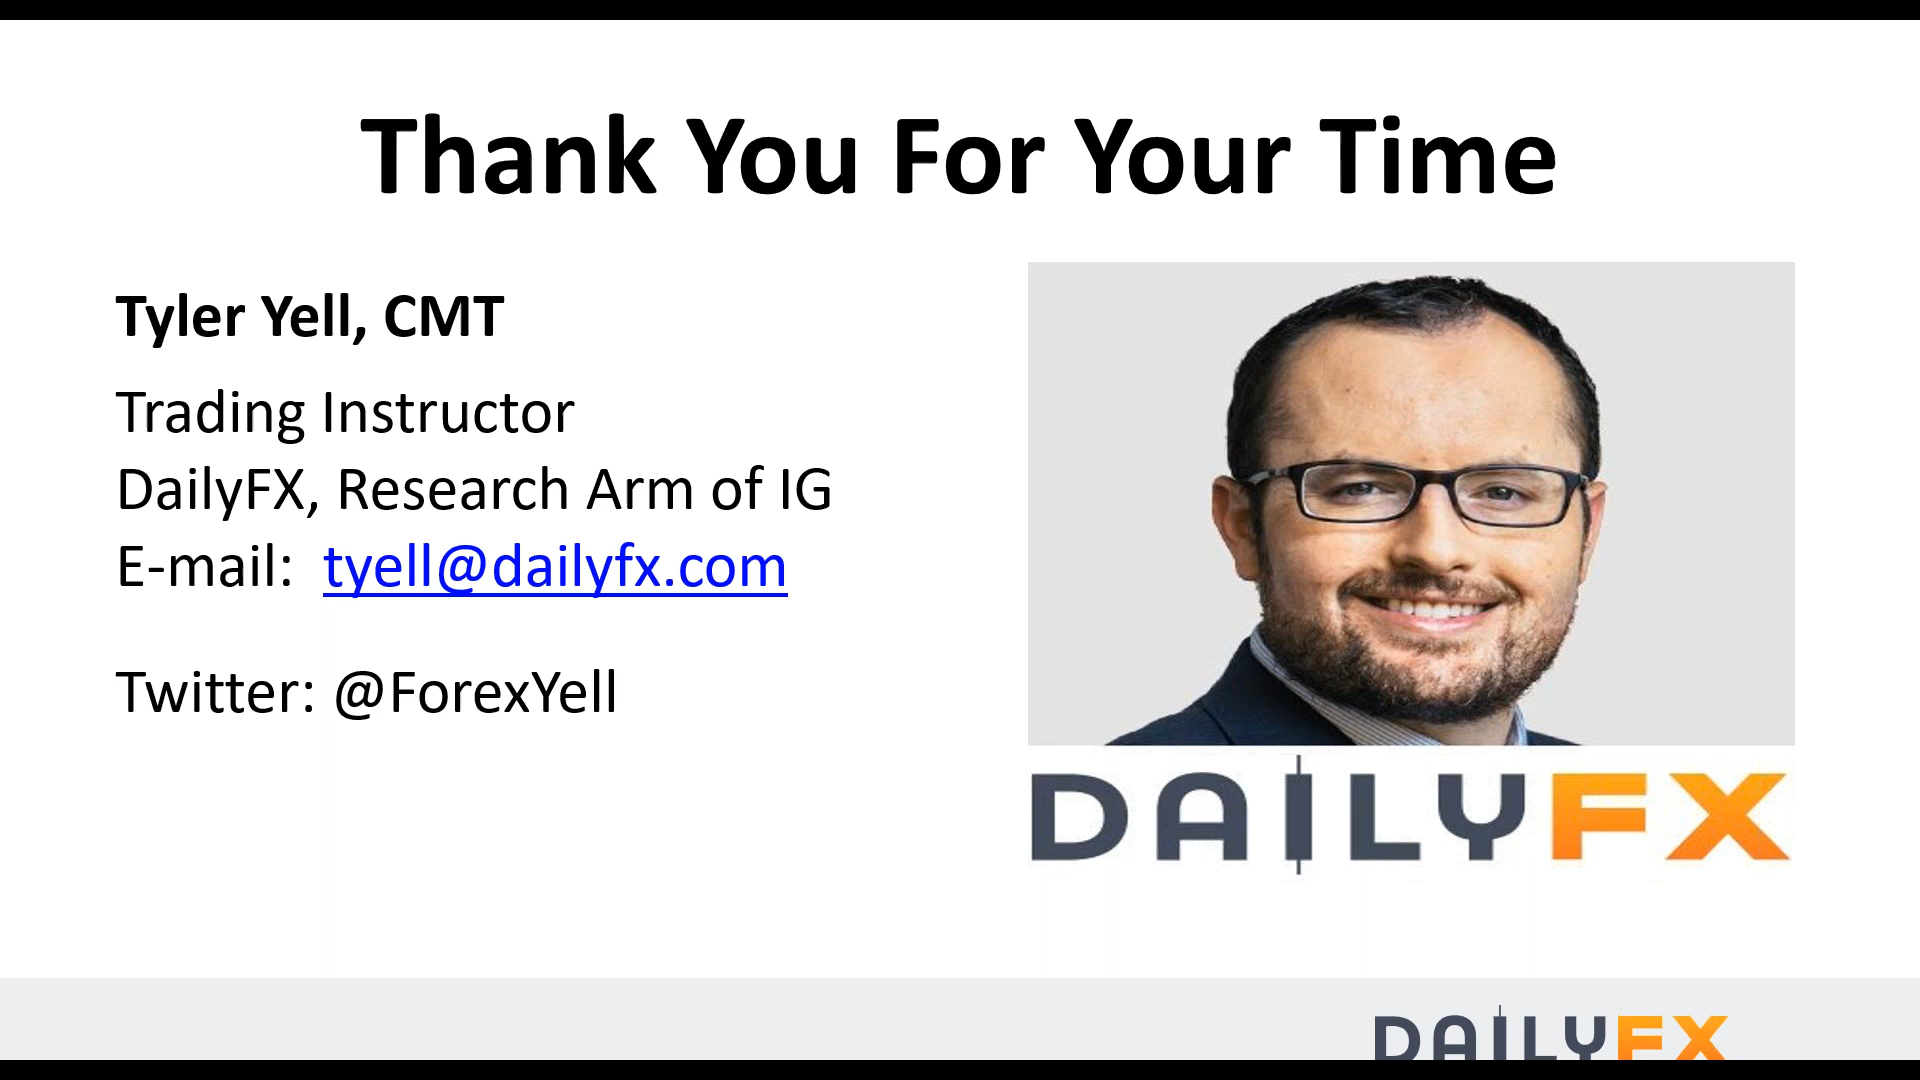 Thank You For Your Time
Tyler Yell, CMT
Trading Instructor
DailyFX, Research Arm of IG
E-mail: tyell@dailyfx.com
Twitter: @ForexYell
DAILYFX
DAILYFX